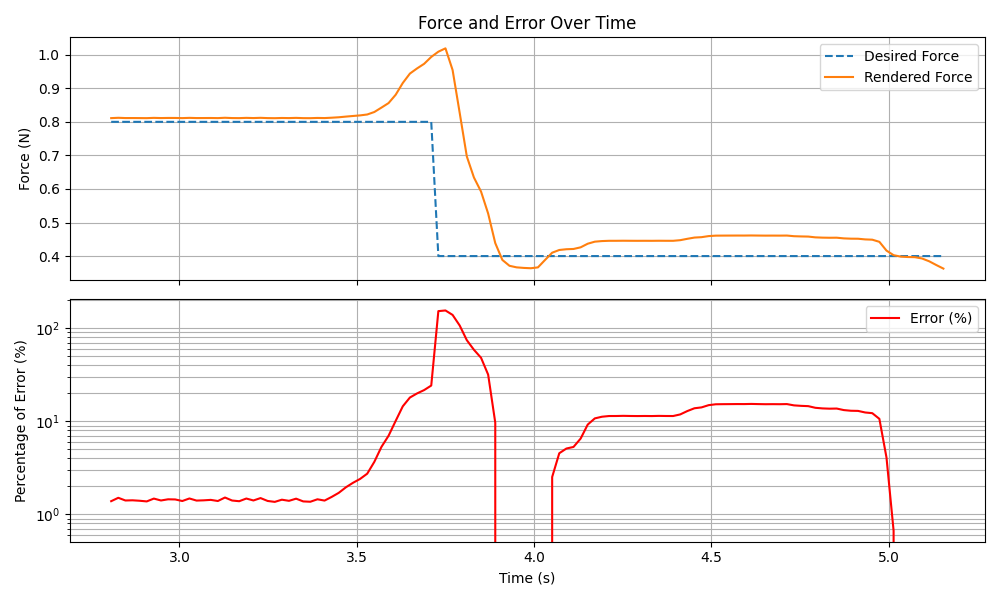 Force and Error Over Time
Force (N)
1.0
0.9
0.8
0.7
0.6
0.5
0.4
Desired Force
Rendered Force
Percentage of Error (%)
10²
10¹
10⁰
Error (%)
3.0 3.5 4.0 4.5 5.0
Time (s)